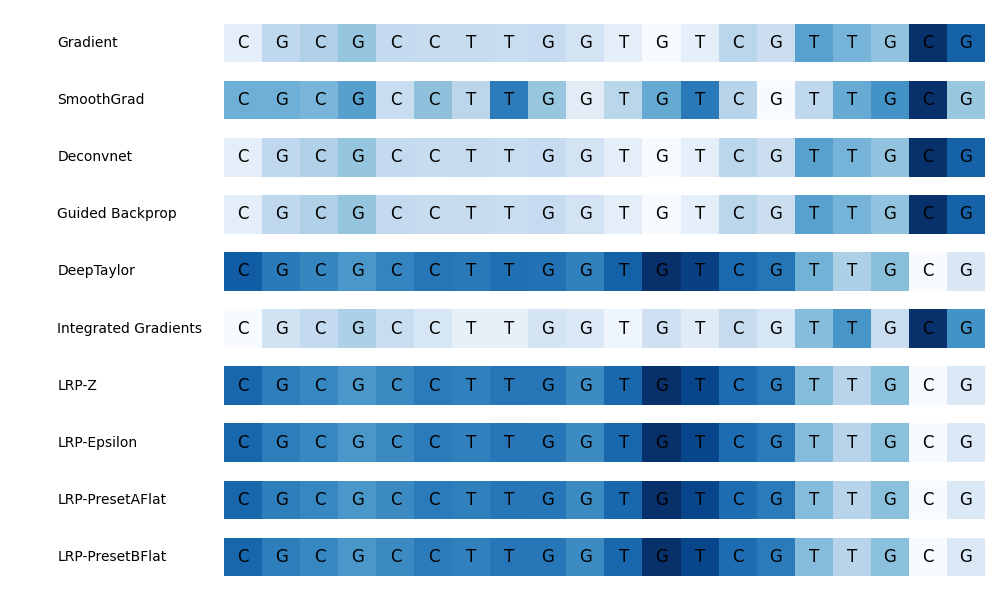 Gradient C G C G C C T T G G T G T C G T T G C G
SmoothGrad C G C G C C T T G G T G T C G T T G C G
Deconvnet C G C G C C T T G G T G T C G T T G C G
Guided Backprop C G C G C C T T G G T G T C G T T G C G
DeepTaylor C G C G C C T T G G T G T C G T T G C G
Integrated Gradients C G C G C C T T G G T G T C G T T G C G
LRP-Z C G C G C C T T G G T G T C G T T G C G
LRP-Epsilon C G C G C C T T G G T G T C G T T G C G
LRP-PresetAFlat C G C G C C T T G G T G T C G T T G C G
LRP-PresetBFlat C G C G C C T T G G T G T C G T T G C G